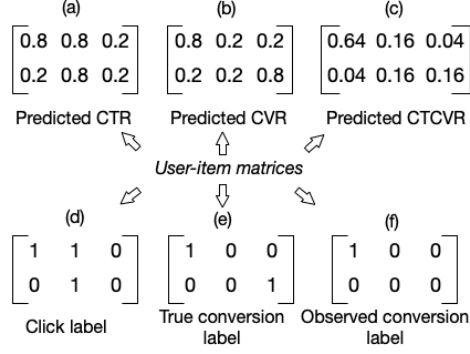 (a) (b) (c)
0.8 0.8 0.2 0.8 0.2 0.2 0.64 0.16 0.04
0.2 0.8 0.2 0.2 0.2 0.8 0.04 0.16 0.16
Predicted CTR Predicted CVR Predicted CTCVR
User-item matrices
(d) (e) (f)
1 1 0 1 0 0 1 0 0
0 1 0 0 0 1 0 0 0
Click label True conversion Observed conversion
label label